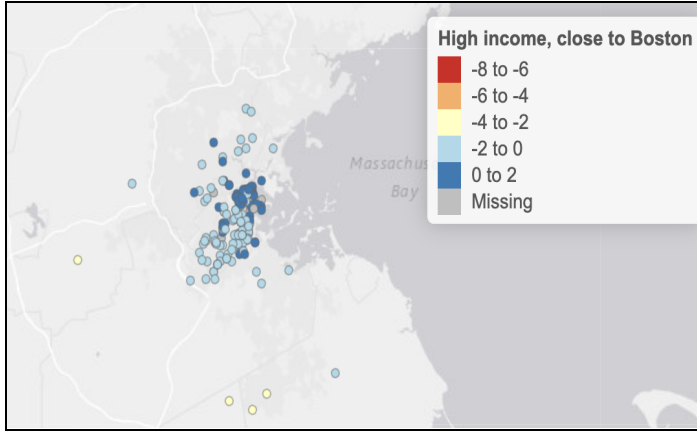 High income, close to Boston
-8 to -6
-6 to -4
-4 to -2
-2 to 0
0 to 2
Missing
Massachus
Bay